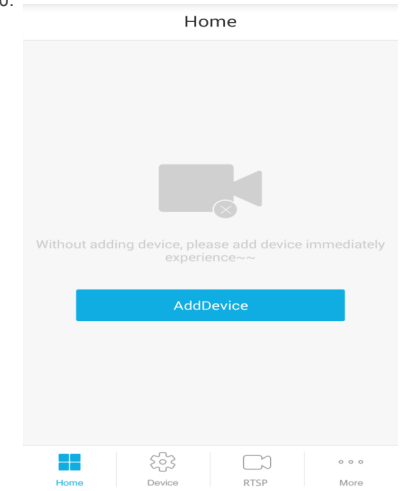 Home
Without adding device, please add device immediately
experience~~
AddDevice
Home Device RTSP More